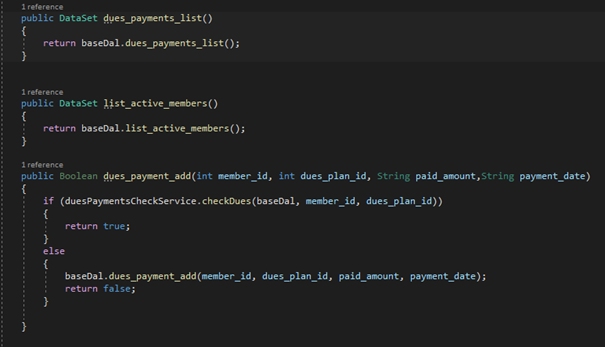 1 reference
public DataSet dues_payments_list()
{
return baseDal.dues_payments_list();
}
1 reference
public DataSet list_active_members()
{
return baseDal.list_active_members();
}
1 reference
public Boolean dues_payment_add(int member_id, int dues_plan_id, String paid_amount,String payment_date)
{
if (duesPaymentsCheckService.checkDues(baseDal, member_id, dues_plan_id))
{
return true;
}
else
{
baseDal.dues_payment_add(member_id, dues_plan_id, paid_amount, payment_date);
return false;
}
}